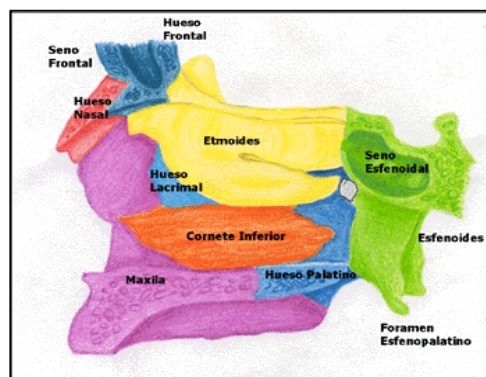 Hueso
Frontal
Seno
Frontal
Hueso
Nasal
Etmoides
Seno
Esfenoidal
Hueso
Lacrimal
Cornete Inferior
Esfenoides
Maxila
Hueso Palatino
Foramen
Esfenopalatino